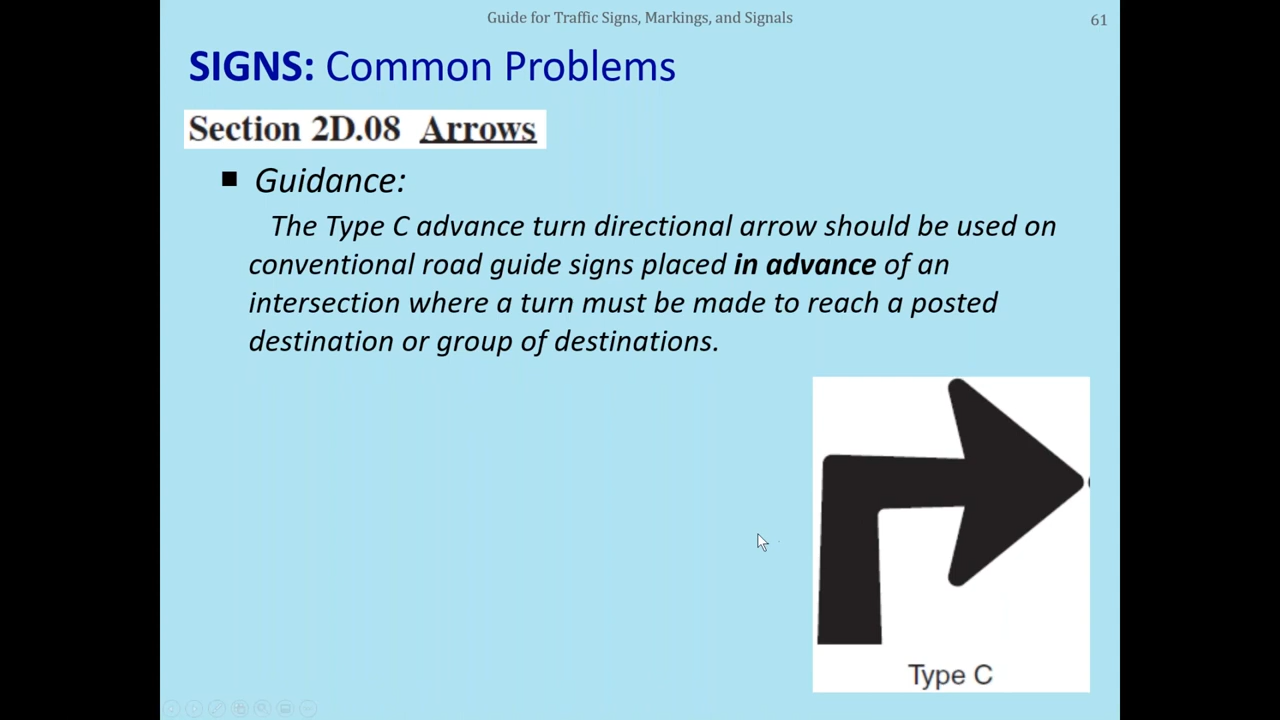 Guide for Traffic Signs, Markings, and Signals
61
SIGNS: Common Problems
Section 2D.08 Arrows
Guidance:
The Type C advance turn directional arrow should be used on
conventional road guide signs placed in advance of an
intersection where a turn must be made to reach a posted
destination or group of destinations.
Type C